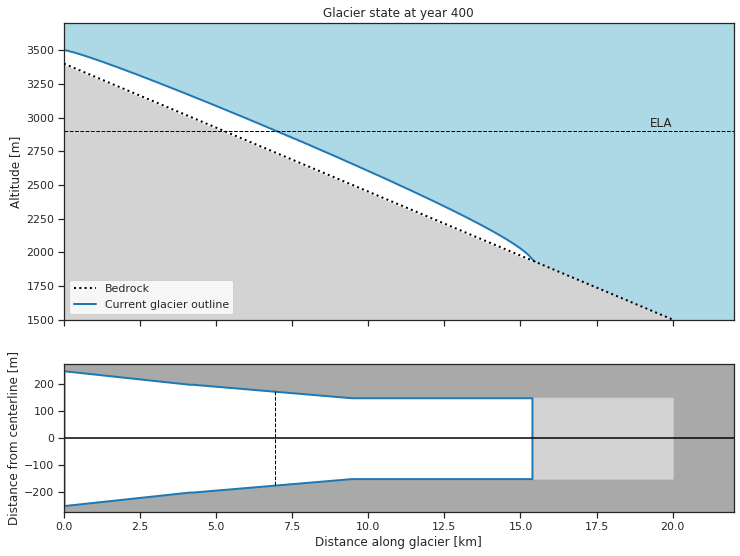 Glacier state at year 400
Altitude [m]
3500
3250
3000
2750
2500
2250
2000
1750
1500
ELA
Bedrock
Current glacier outline
Distance from centerline [m]
200
100
0
−100
−200
0.0 2.5 5.0 7.5 10.0 12.5 15.0 17.5 20.0
Distance along glacier [km]